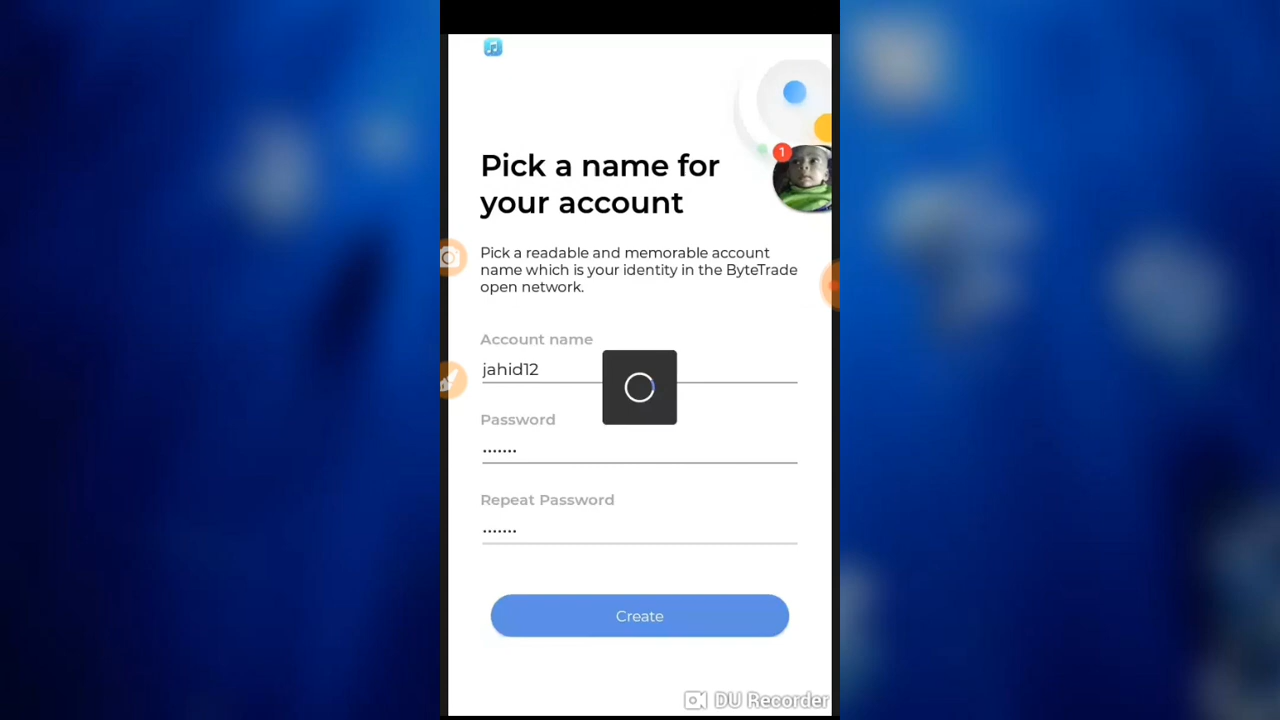 1
Pick a name for
your account
Pick a readable and memorable account
name which is your identity in the ByteTrade
open network.
Account name
jahid12
Password
•••••••
Repeat Password
•••••••
Create
DU Recorder